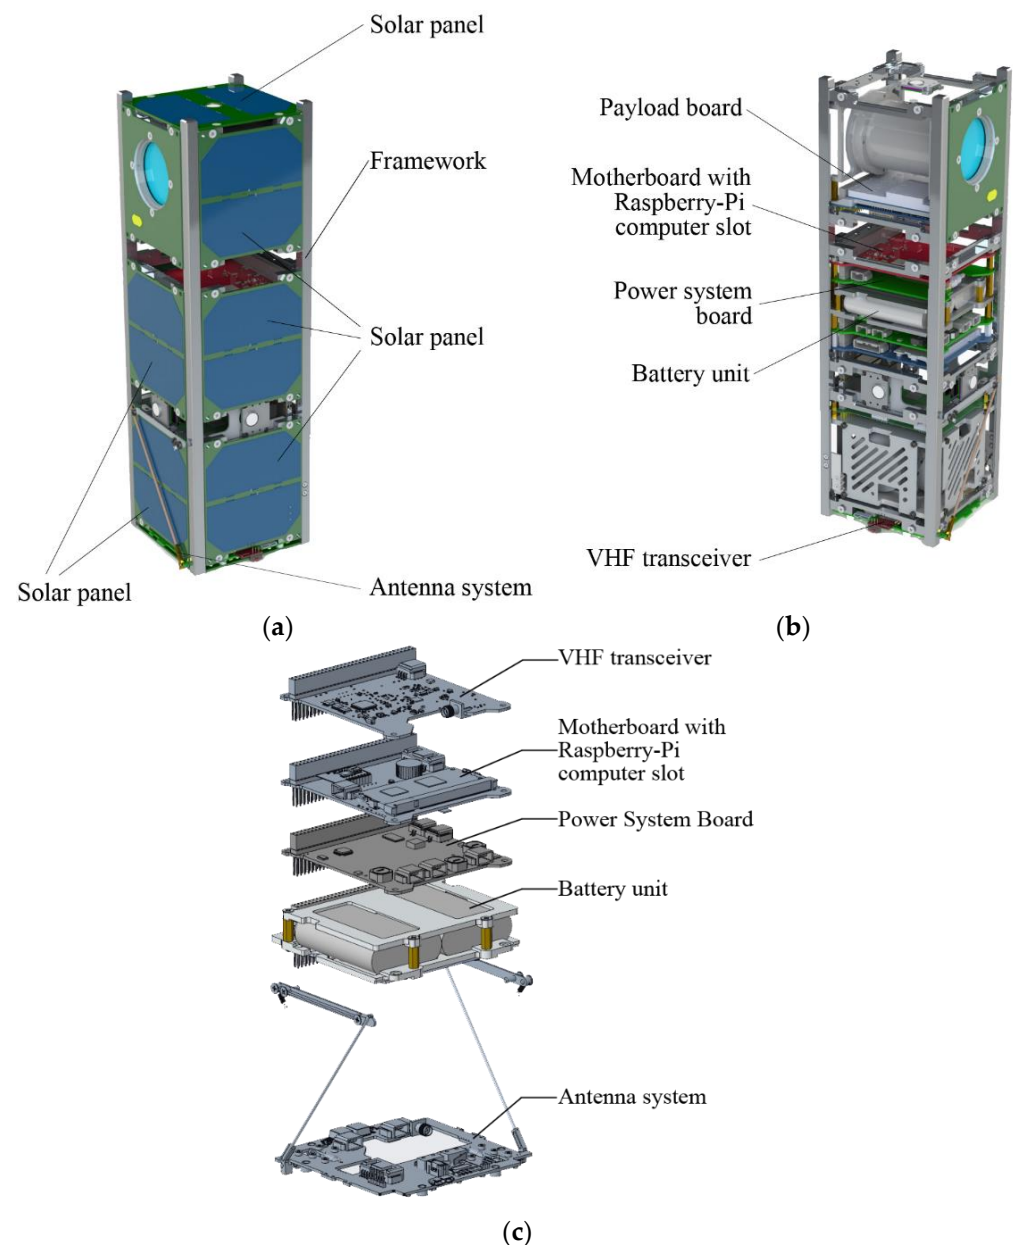 Solar panel
Framework
Solar panel
Solar panel
Antenna system
(a)
Payload board
Motherboard with
Raspberry-Pi
computer slot
Power system
board
Battery unit
VHF transceiver
(b)
VHF transceiver
Motherboard with
Raspberry-Pi
computer slot
Power System Board
Battery unit
Antenna system
(c)